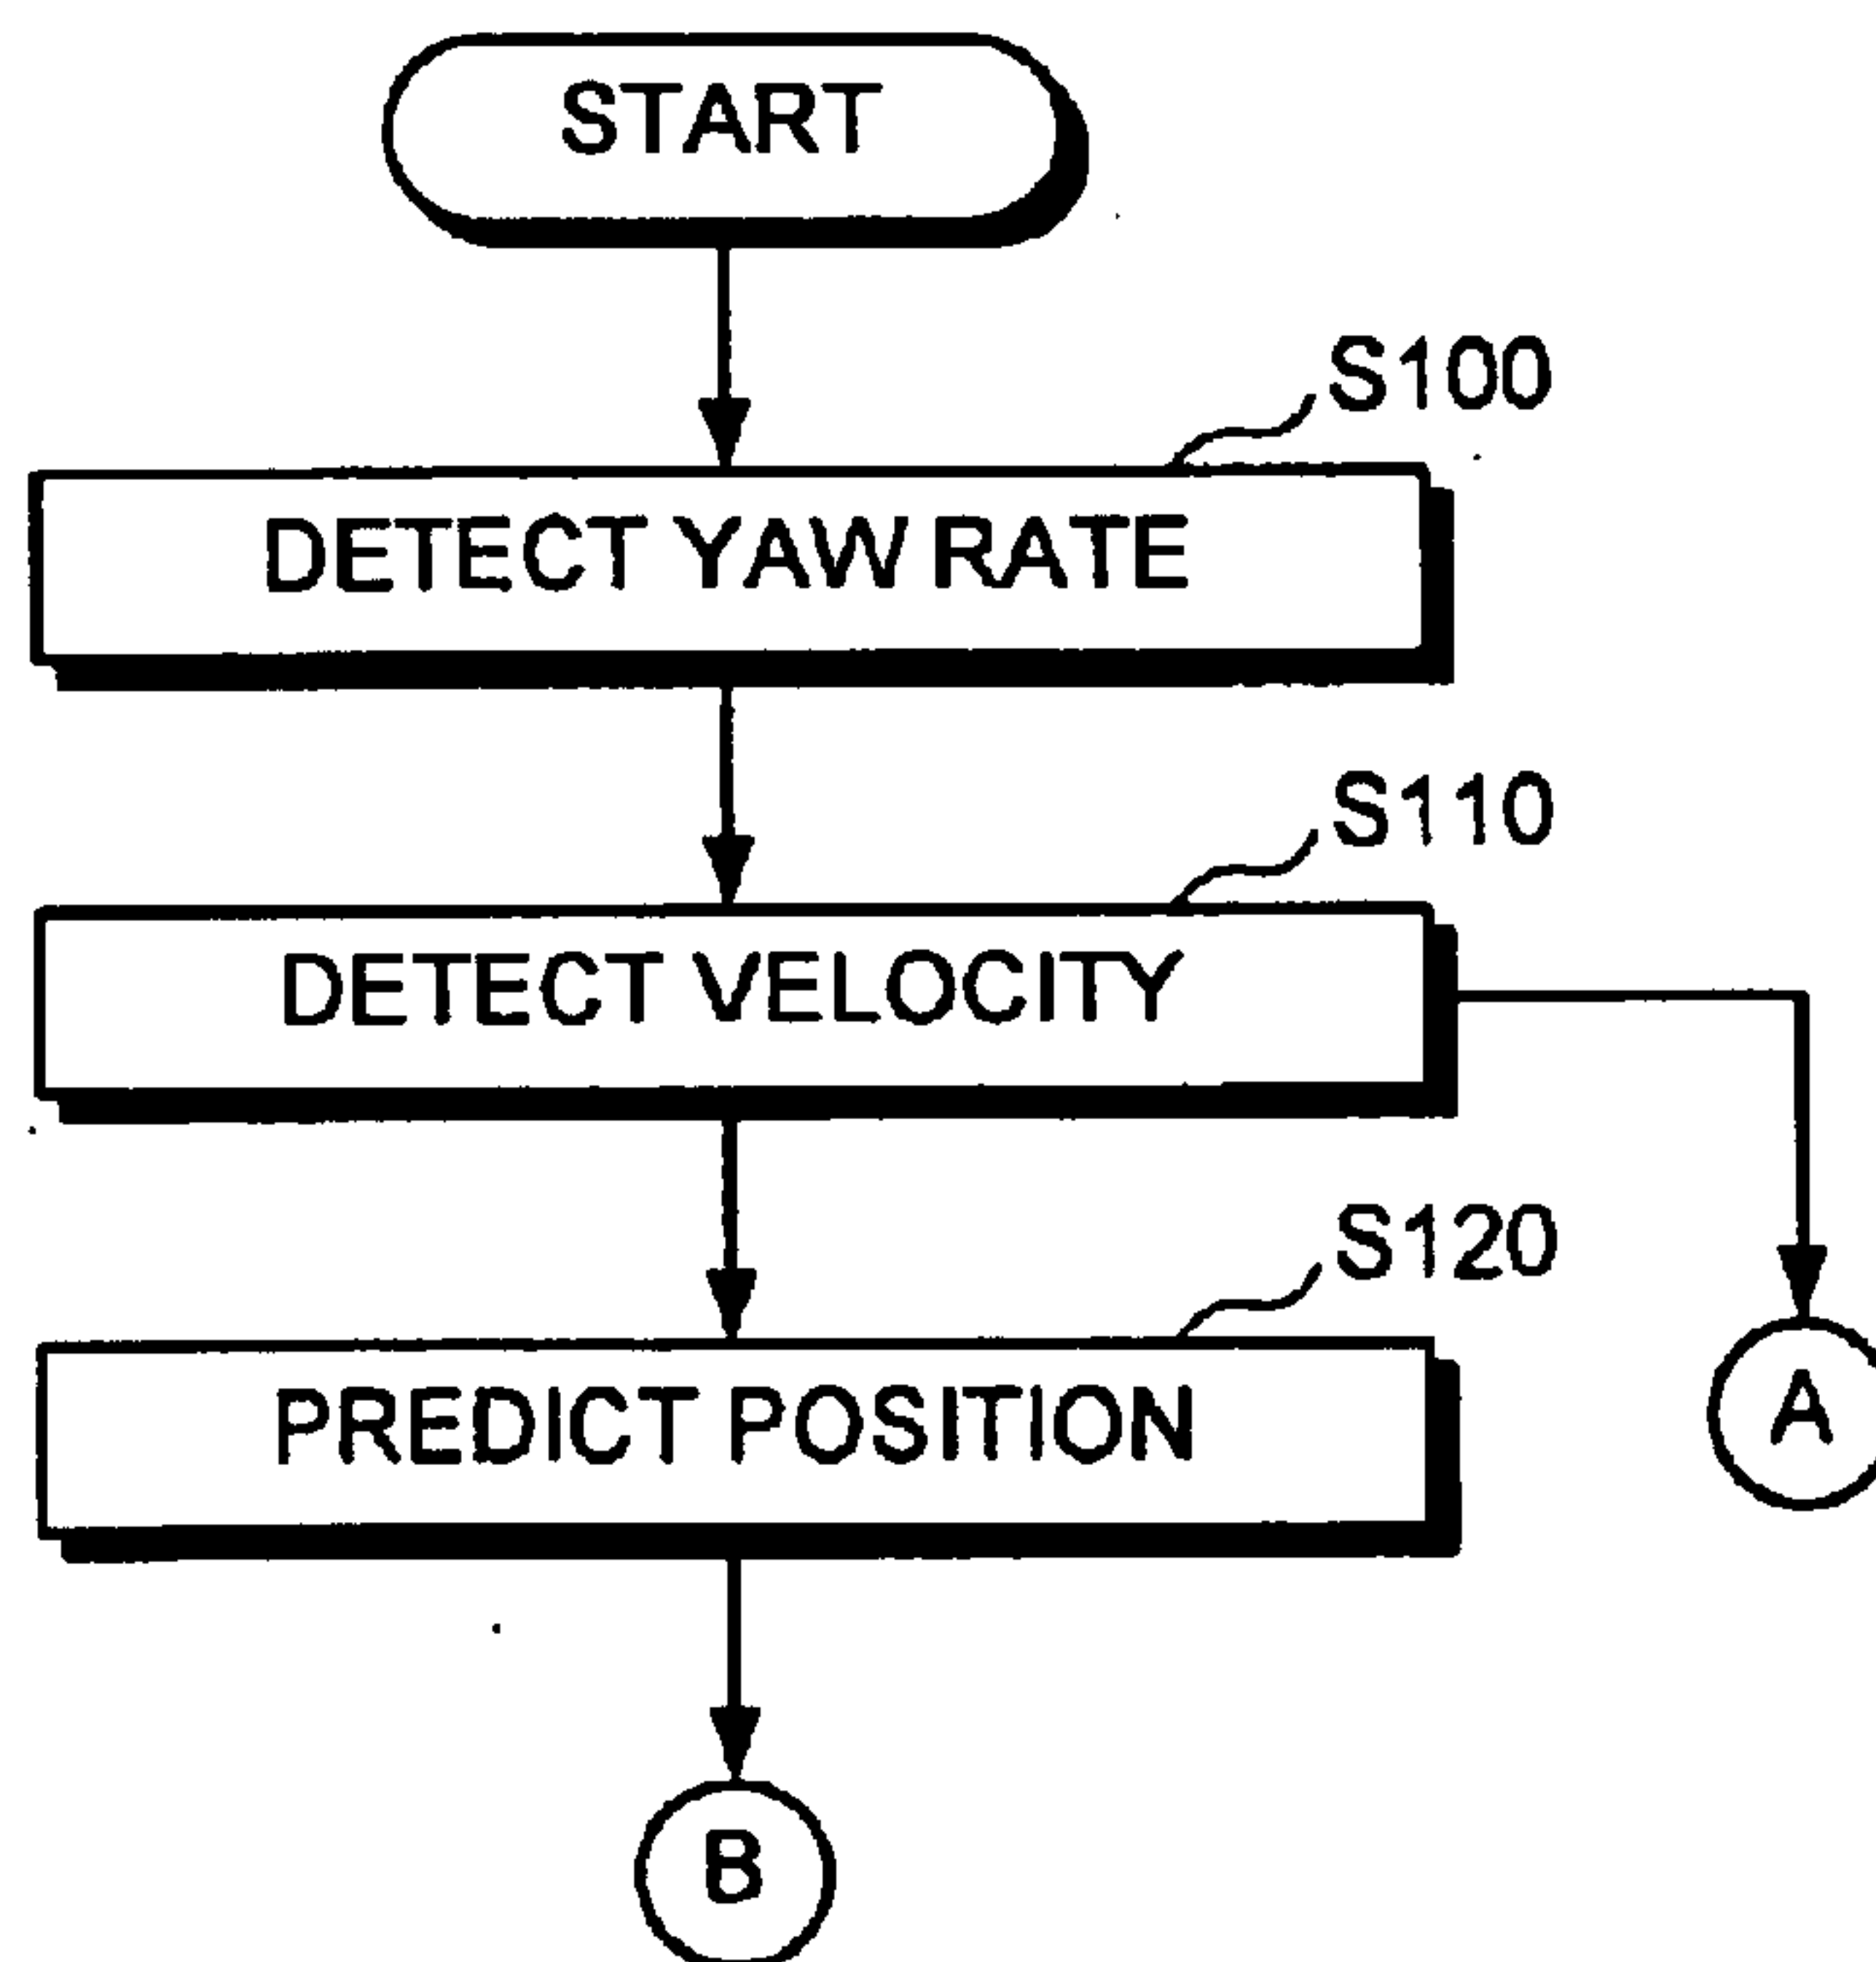 START
S100
DETECT YAW RATE
S110
DETECT VELOCITY
S120
PREDICT POSITION
A
B